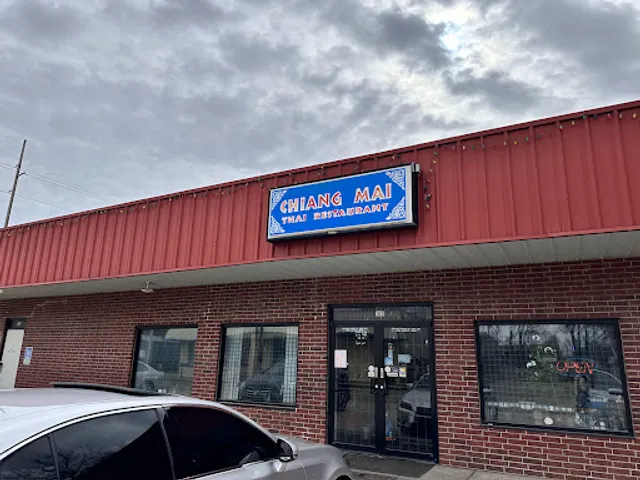 CHIANG MAI
THAI RESTAURANT
OPEN